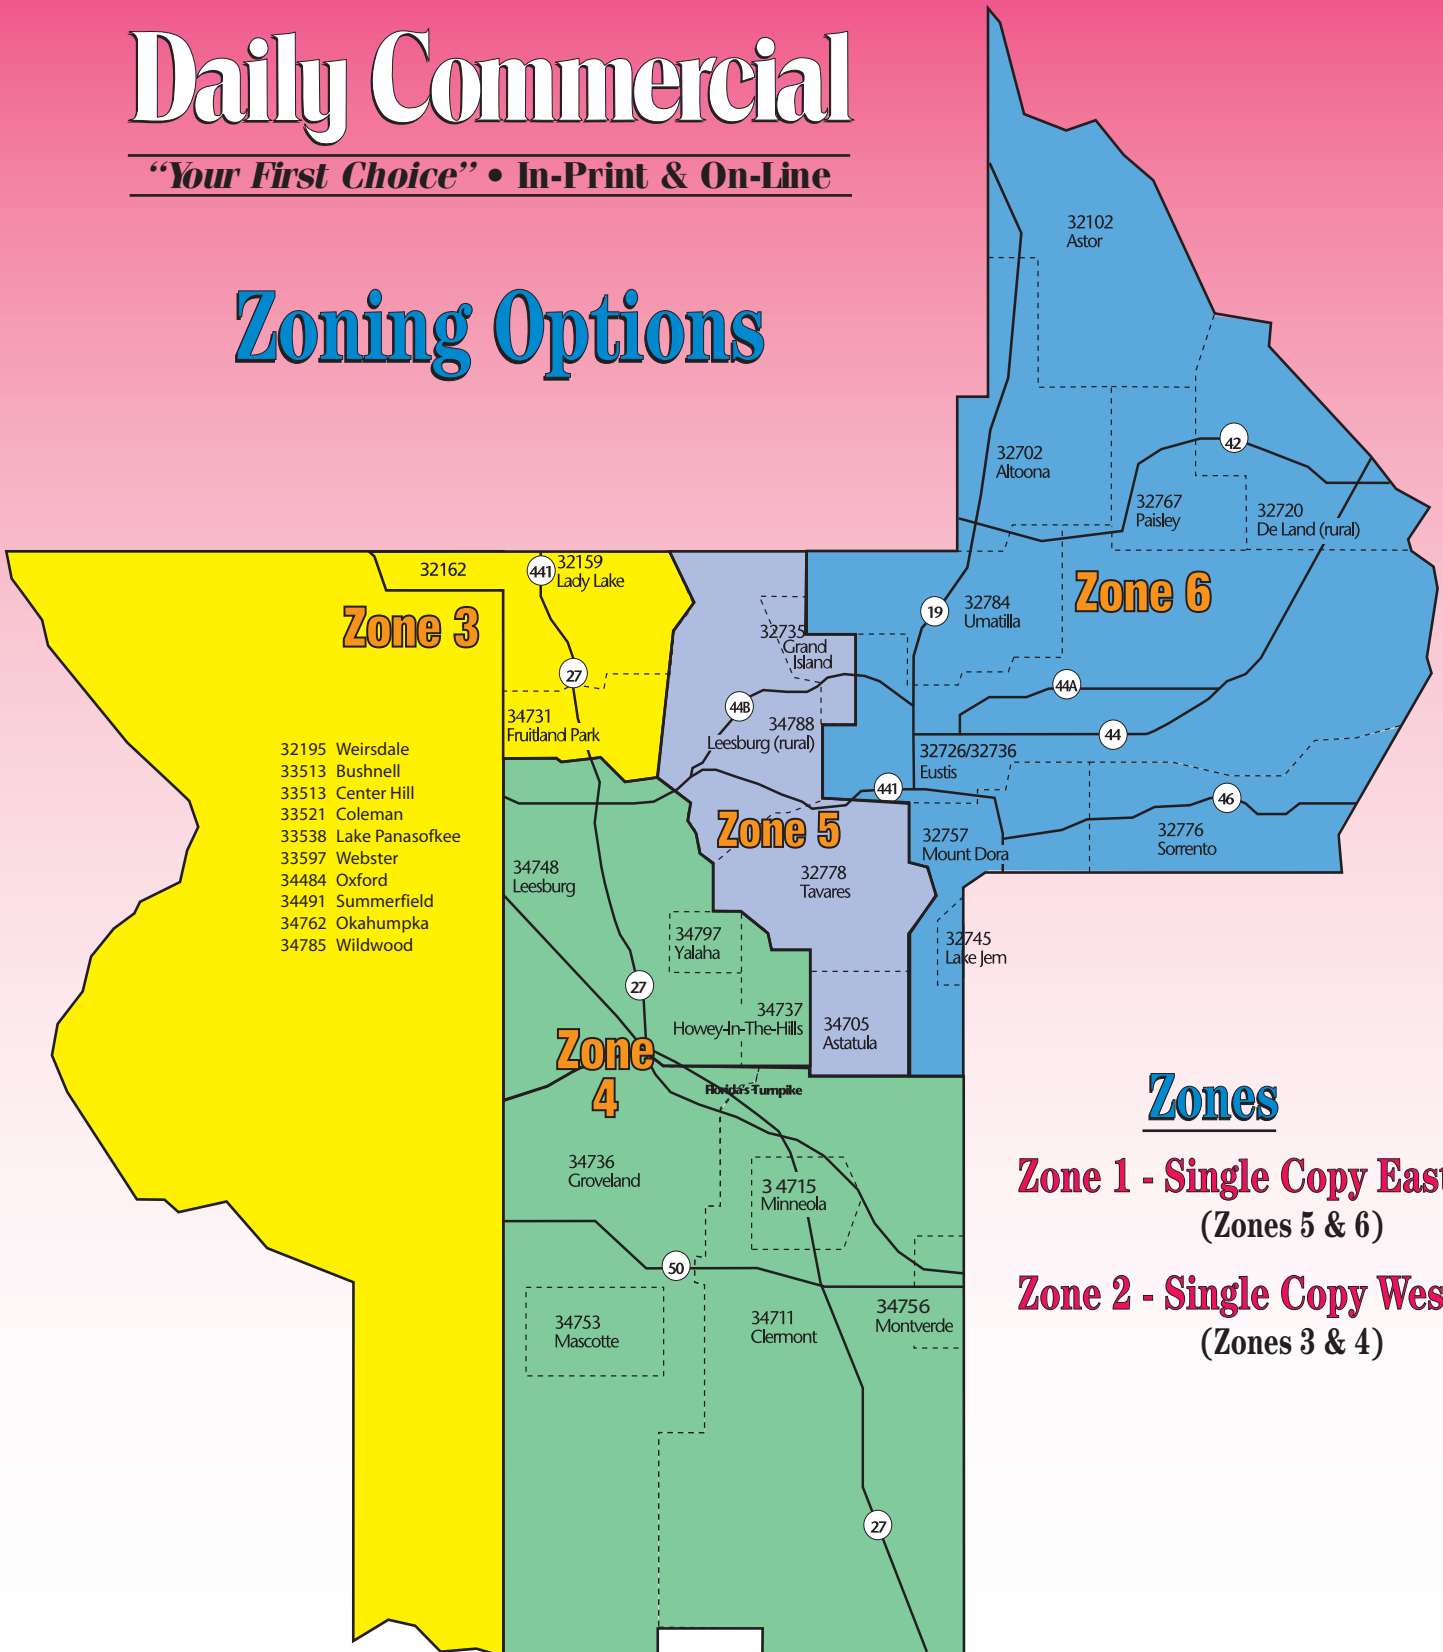 Daily Commercial
“Your First Choice” • In-Print & On-Line
Zoning Options
32102
Astor
42
32702
Altoona
32767
Paisley
32720
De Land (rural)
32162
441
32159
Lady Lake
Zone 3
Zone 6
19
32784
Umatilla
32735
Grand
Island
27
44A
44B
34731
Fruitland Park
34788
Leesburg (rural)
44
32726/32736
Eustis
32195 Weirsdale
33513 Bushnell
33513 Center Hill
33521 Coleman
33538 Lake Panasofkee
33597 Webster
34484 Oxford
34491 Summerfield
34762 Okahumpka
34785 Wildwood
441
46
Zone 5
32757
Mount Dora
32776
Sorrento
34748
Leesburg
32778
Tavares
34797
Yalaha
32745
Lake Jem
27
34737
Howey-In-The-Hills
34705
Astatula
Zone
4
Florida's Turnpike
34736
Groveland
3 4715
Minneola
50
34753
Mascotte
34711
Clermont
34756
Montverde
27
Zones
Zone 1 - Single Copy East
(Zones 5 & 6)
Zone 2 - Single Copy Wes
(Zones 3 & 4)